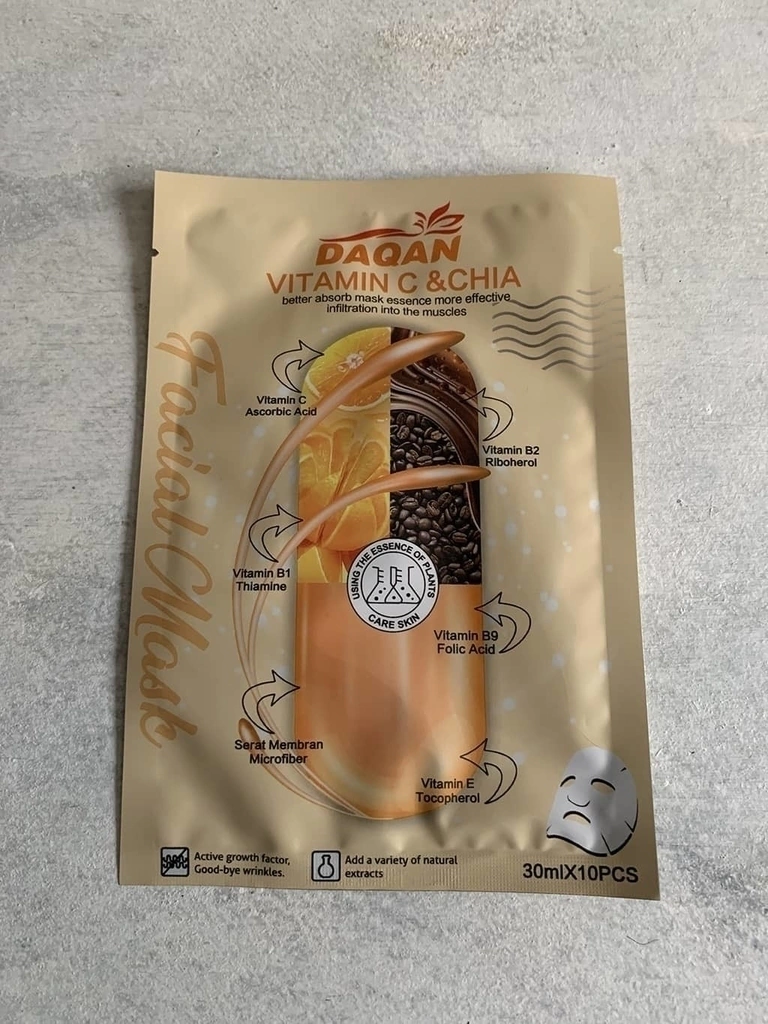 DAQAN
VITAMIN C &CHIA
better absorb mask essence more effective
infiltration into the muscles
Facial Mask
Vitamin C
Ascorbic Acid
Vitamin B2
Riboherol
Vitamin B1
Thiamine
USING THE ESSENCE OF PLANTS
CARE SKIN
Vitamin B9
Folic Acid
Serat Membran
Microfiber
Vitamin E
Tocopherol
Active growth factor,
Good-bye wrinkles.
Add a variety of natural
extracts
30mlX10PCS